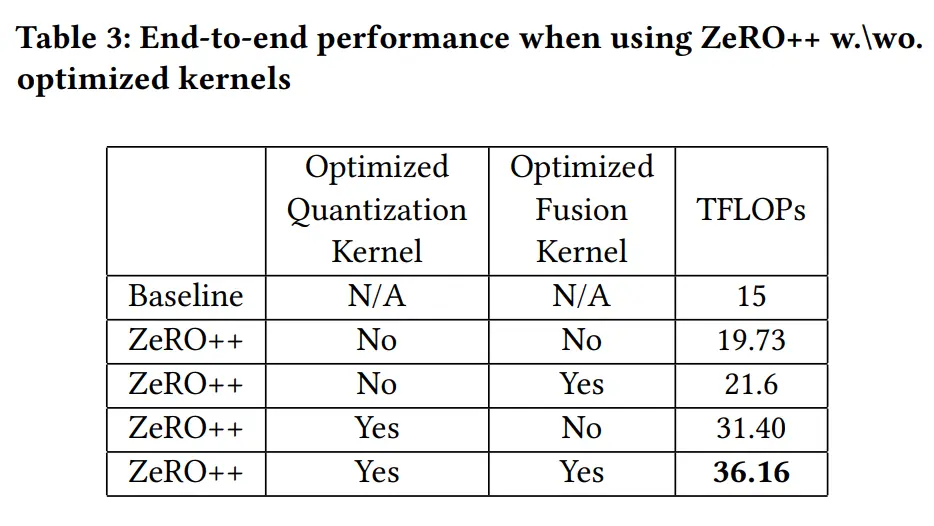 Table 3: End-to-end performance when using ZeRO++ w.\wo.
optimized kernels
Optimized Quantization Kernel Optimized Fusion Kernel TFLOPs
Baseline N/A N/A 15
ZeRO++ No No 19.73
ZeRO++ No Yes 21.6
ZeRO++ Yes No 31.40
ZeRO++ Yes Yes 36.16